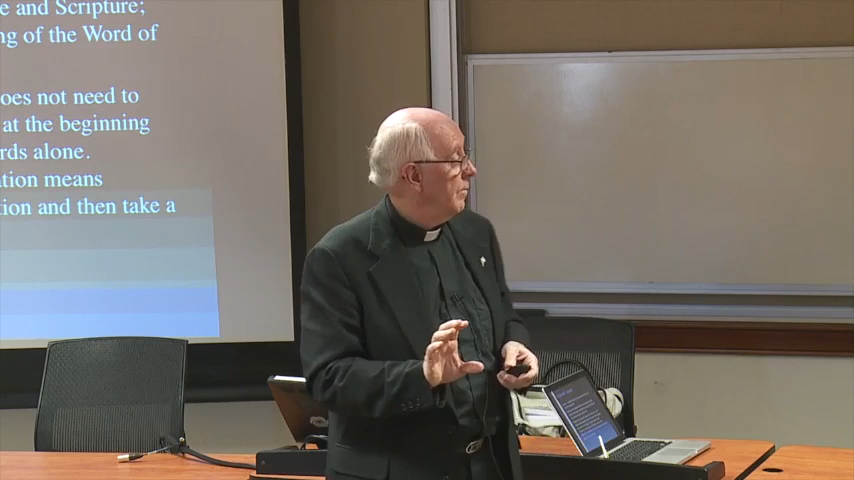 e and Scripture;
ng of the Word of
oes not need to
at the beginning
rds alone.
ation means
tion and then take a